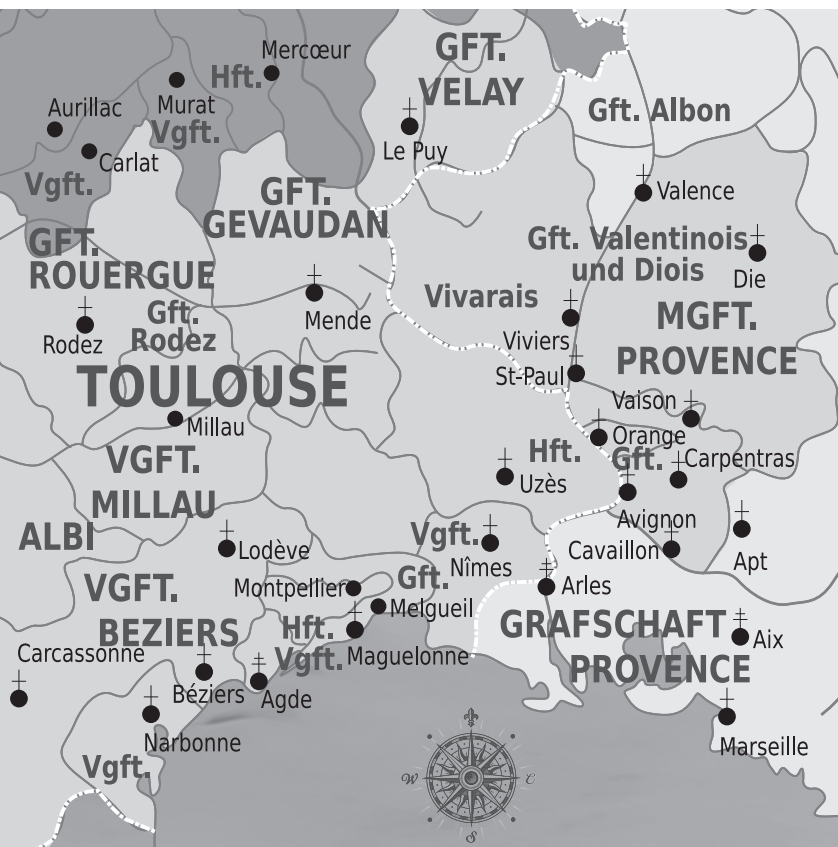 Mercœur
GFT.
VELAY
Hft.
Aurillac
Murat
Vgft.
Gft. Albon
Carlat
Le Puy
Vgft.
GFT.
GEVAUDAN
Valence
GFT.
ROUERGUE
Gft. Valentinois
und Diois
Die
Vivarais
Gft.
Rodez
Mende
Rodez
MGFT.
PROVENCE
Viviers
St-Paul
TOULOUSE
Vaison
Millau
Orange
VGFT.
MILLAU
Hft.
Gft.
Carpentras
Uzès
Avignon
ALBI
Lodève
Vgft.
Nîmes
Cavaillon
Apt
VGFT.
BEZIERS
Montpellier
Gft.
Melgueil
Arles
Hft.
Vgft.
Maguelonne
GRAFSCHAFT
PROVENCE
Aix
Carcassonne
Béziers
Agde
Narbonne
Marseille
Vgft.
W
S